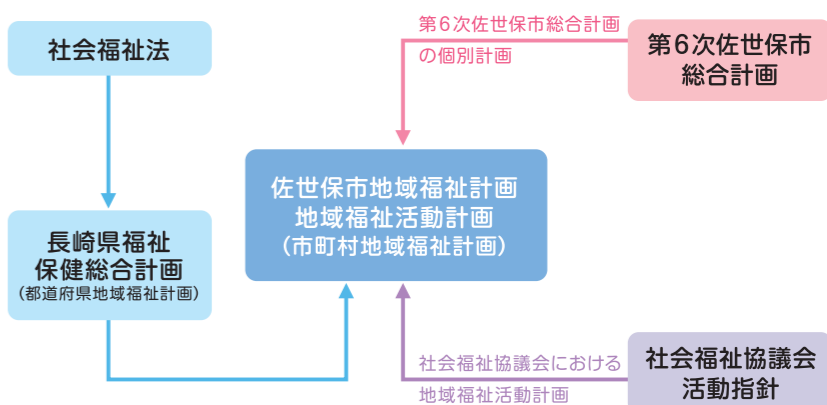 社会福祉法
第6次佐世保市総合計画
の個別計画
第6次佐世保市
総合計画
佐世保市地域福祉計画
地域福祉活動計画
(市町村地域福祉計画)
長崎県福祉
保健総合計画
(都道府県地域福祉計画)
社会福祉協議会における
地域福祉活動計画
社会福祉協議会
活動指針